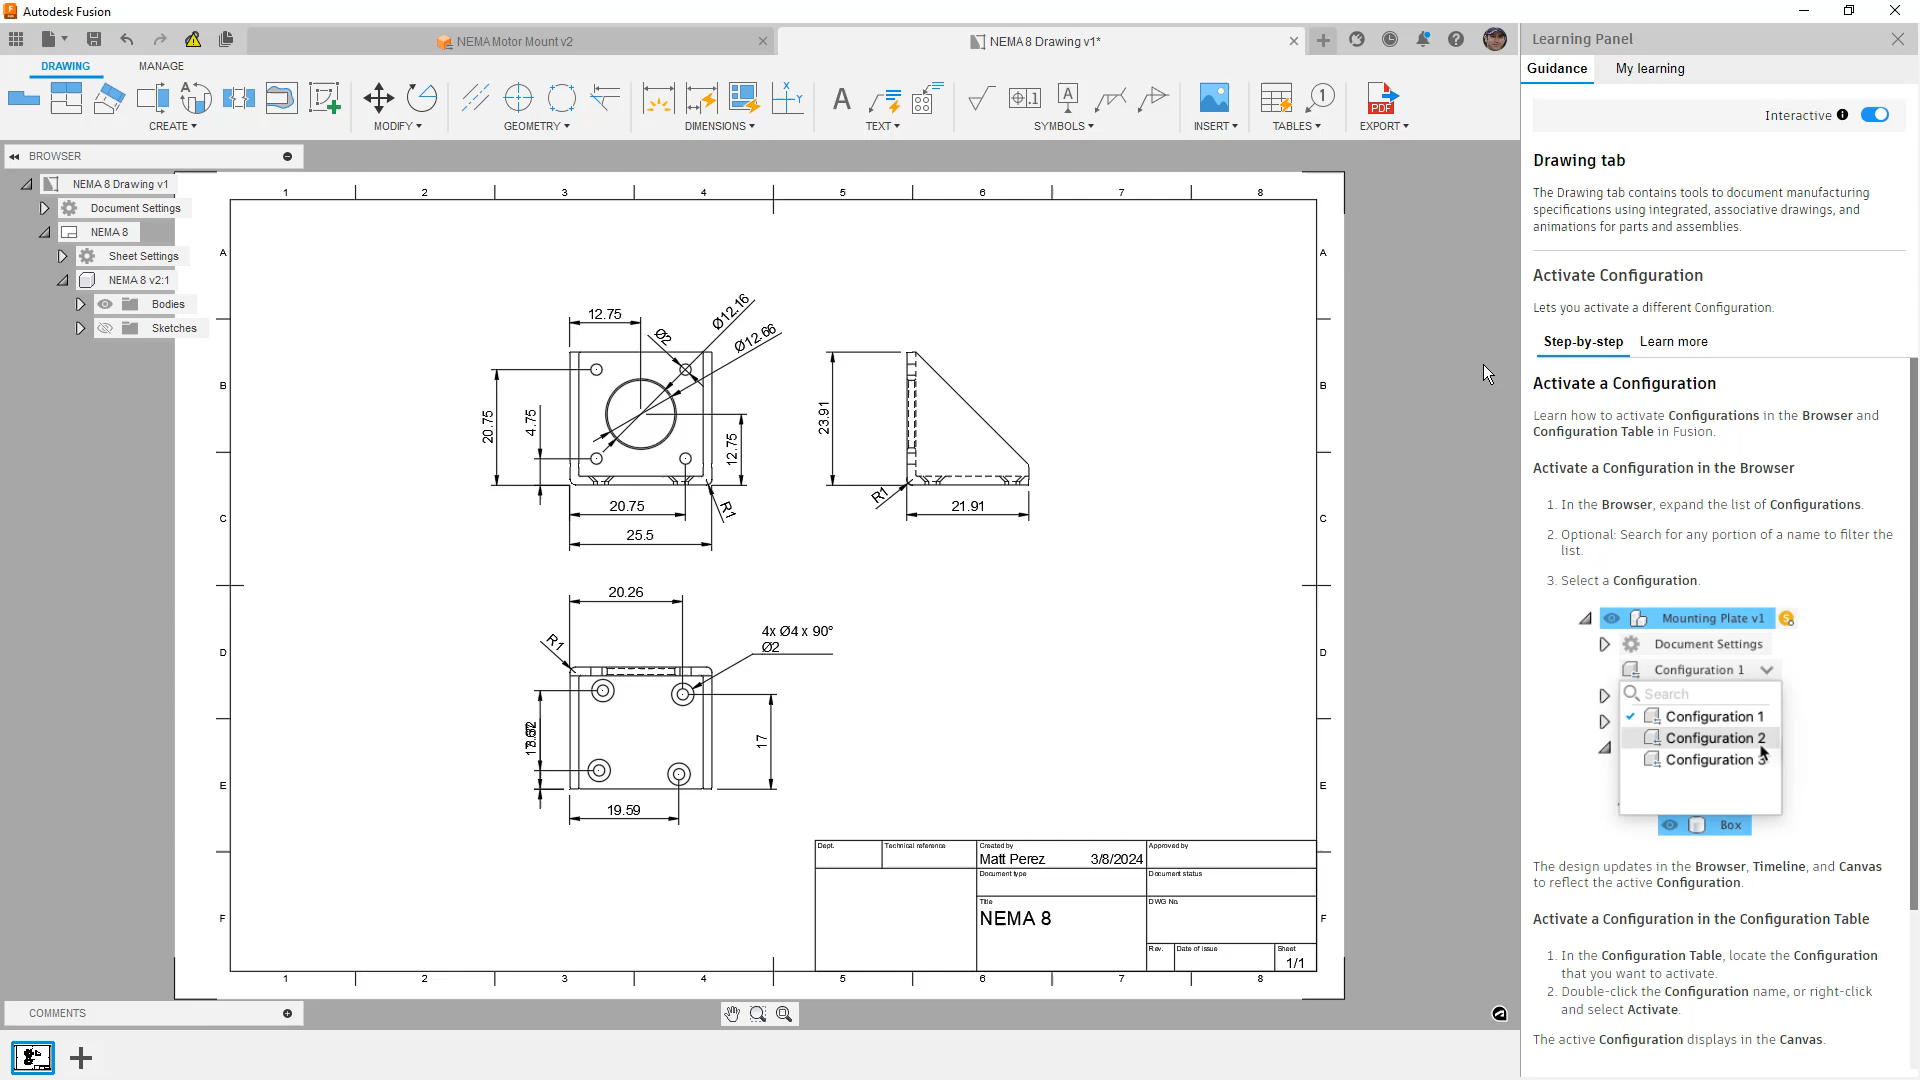 Autodesk Fusion
NEMA Motor Mount v2
NEMA 8 Drawing v1*
DRAWING
MANAGE
CREATE
MODIFY
GEOMETRY
DIMENSIONS
TEXT
SYMBOLS
INSERT
TABLES
EXPORT
BROWSER
NEMA 8 Drawing v1
Document Settings
NEMA 8
Sheet Settings
NEMA 8 v2:1
Bodies
Sketches
1 2 3 4 5 6 7 8
A
B
C
D
E
F
A
B
C
D
E
F
12.75
Ø2
Ø12.16
Ø12.66
20.75
4.75
12.75
20.75
R1
25.5
23.91
R1
21.91
20.26
R1
4x Ø4 x 90°
Ø2
17
19.59
Dept.
Technical reference
Created by
Matt Perez 3/8/2024
Approved by
Document type
Document status
Title
NEMA 8
DWG No.
Rev.
Date of issue
Sheet
1/1
1 2 3 4 5 6 7 8
COMMENTS
Learning Panel
Guidance
My learning
Interactive
Drawing tab
The Drawing tab contains tools to document manufacturing
specifications using integrated, associative drawings, and
animations for parts and assemblies.
Activate Configuration
Lets you activate a different Configuration.
Step-by-step
Learn more
Activate a Configuration
Learn how to activate Configurations in the Browser and
Configuration Table in Fusion.
Activate a Configuration in the Browser
1. In the Browser, expand the list of Configurations.
2. Optional: Search for any portion of a name to filter the
list.
3. Select a Configuration.
Mounting Plate v1
Document Settings
Configuration 1
Search
Configuration 1
Configuration 2
Configuration 3
Box
The design updates in the Browser, Timeline, and Canvas
to reflect the active Configuration.
Activate a Configuration in the Configuration Table
1. In the Configuration Table, locate the Configuration
that you want to activate.
2. Double-click the Configuration name, or right-click
and select Activate.
The active Configuration displays in the Canvas.